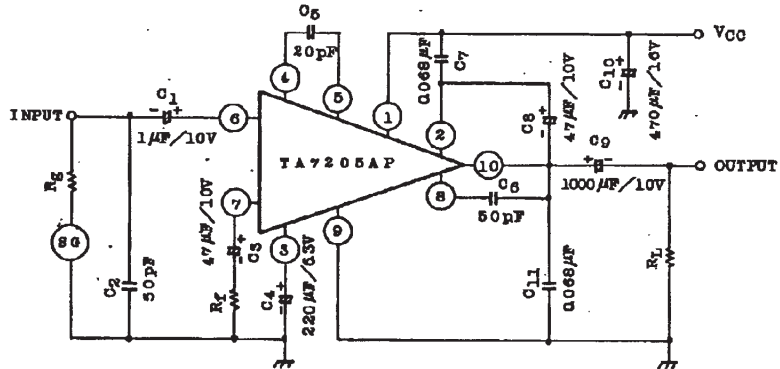 C5
20pF
4
5
C1
- +
1μF/10V
INPUT
6
Rg
SG
C2
50pF
47μF/10V
7
+
-
C3
Rf
3
+
-
C4
220μF/6.3V
TA7205AP
1
2
10
8
9
0.068μF
C7
VCC
C10
+
-
470μF/16V
C8
+
-
47μF/10V
C9
+ -
1000μF/10V
OUTPUT
C6
50pF
C11
0.068μF
RL